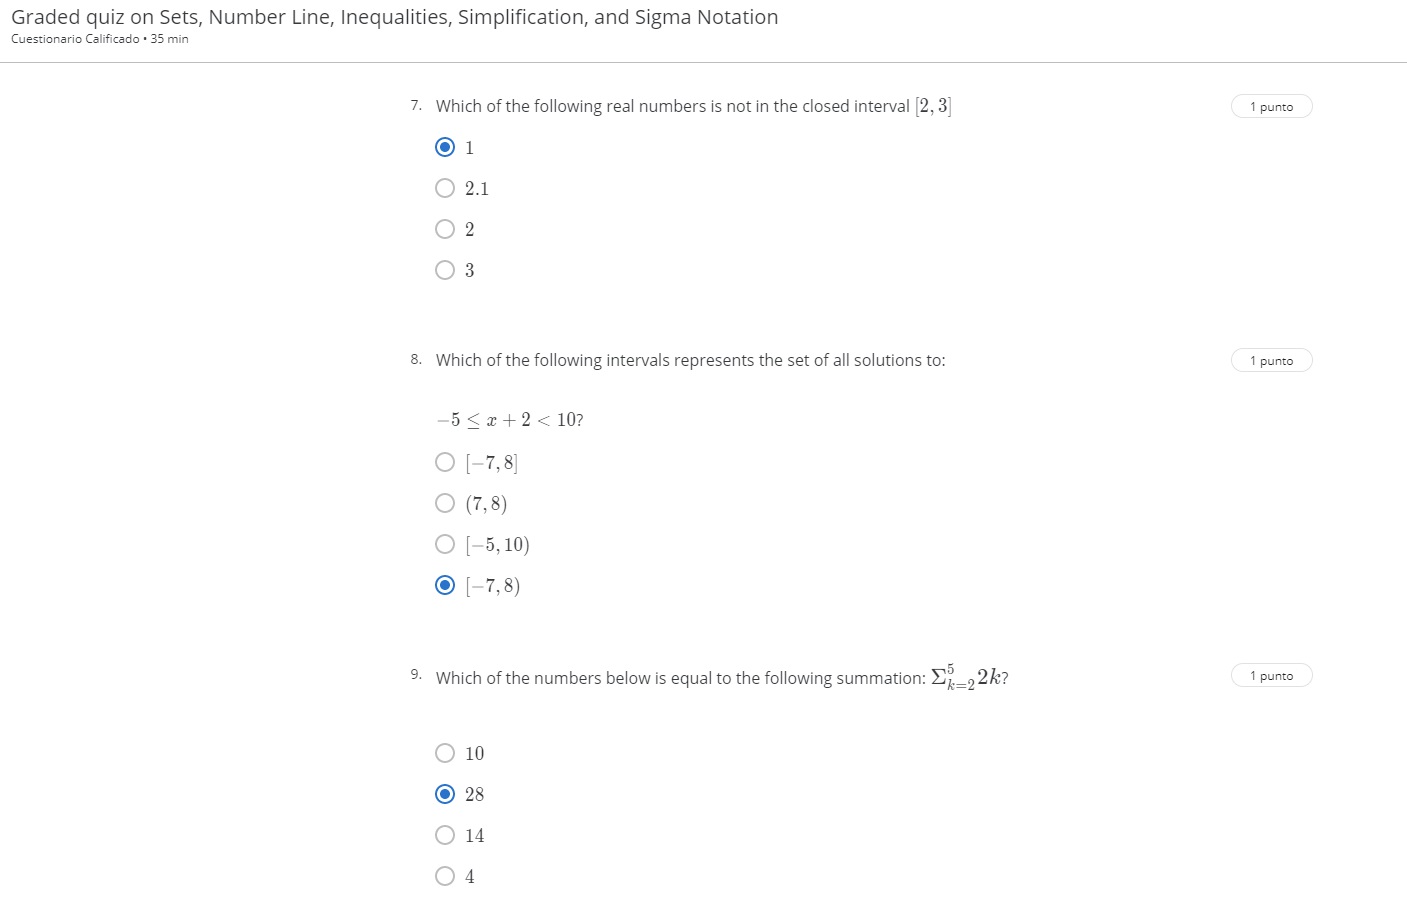 Graded quiz on Sets, Number Line, Inequalities, Simplification, and Sigma Notation
Cuestionario Calificado • 35 min
7. Which of the following real numbers is not in the closed interval [2, 3]
1 punto
1
2.1
2
3
8. Which of the following intervals represents the set of all solutions to:
1 punto
−5 ≤ x + 2 < 10?
[−7, 8]
(7, 8)
[−5, 10)
[−7, 8)
9. Which of the numbers below is equal to the following summation: Σ_{k=2}^{5} 2k?
1 punto
10
28
14
4